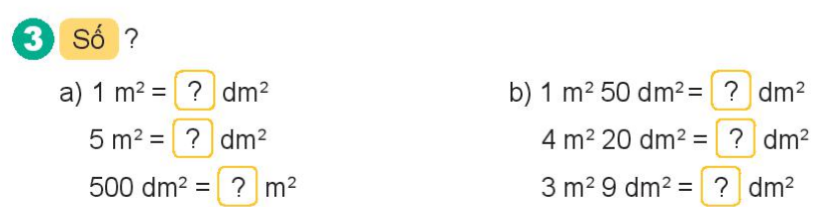 3 Số ?
a) 1 m² = ? dm²
5 m² = ? dm²
500 dm² = ? m²
b) 1 m² 50 dm² = ? dm²
4 m² 20 dm² = ? dm²
3 m² 9 dm² = ? dm²